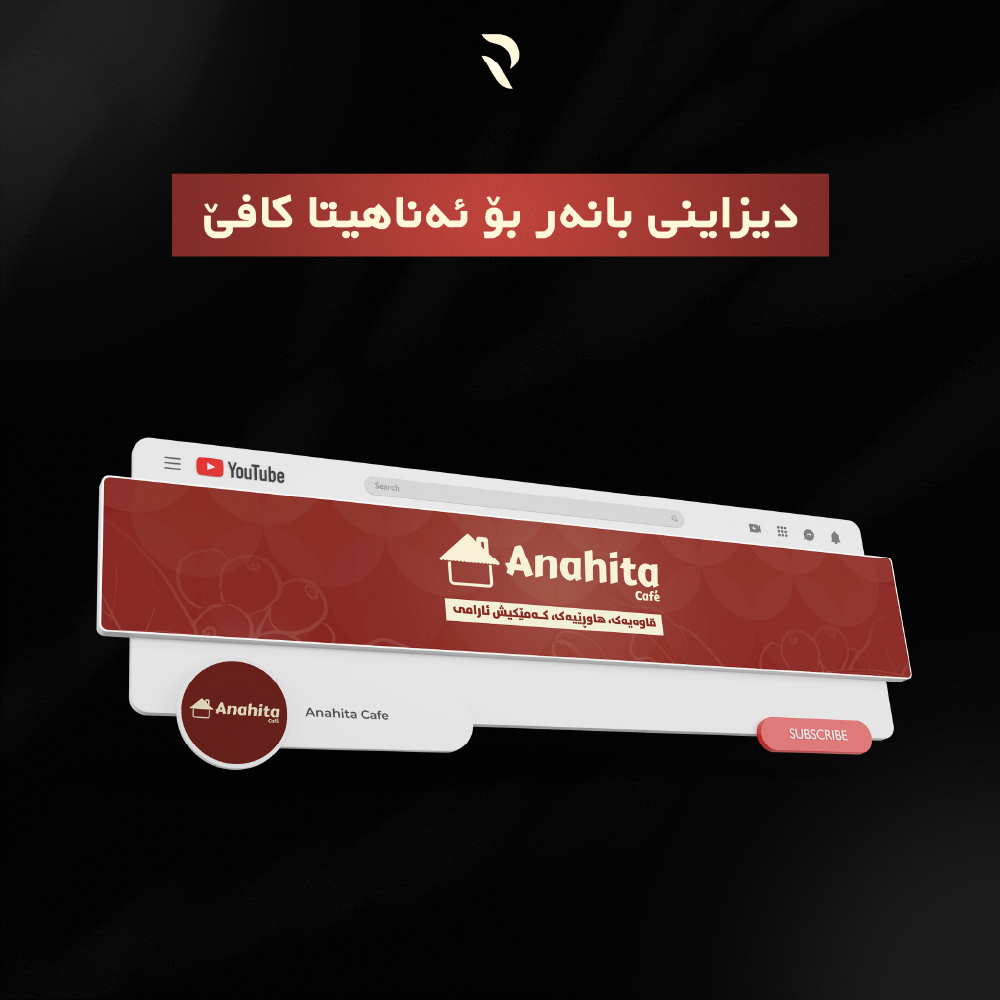 دیزاینی بانەر بۆ ئەناهیتا کافێ
YouTube
Search
Anahita
Café
قاوەیەک، هاوڕێیەک، کەمێکیش ئارامی
Anahita
Café
Anahita Cafe
SUBSCRIBE